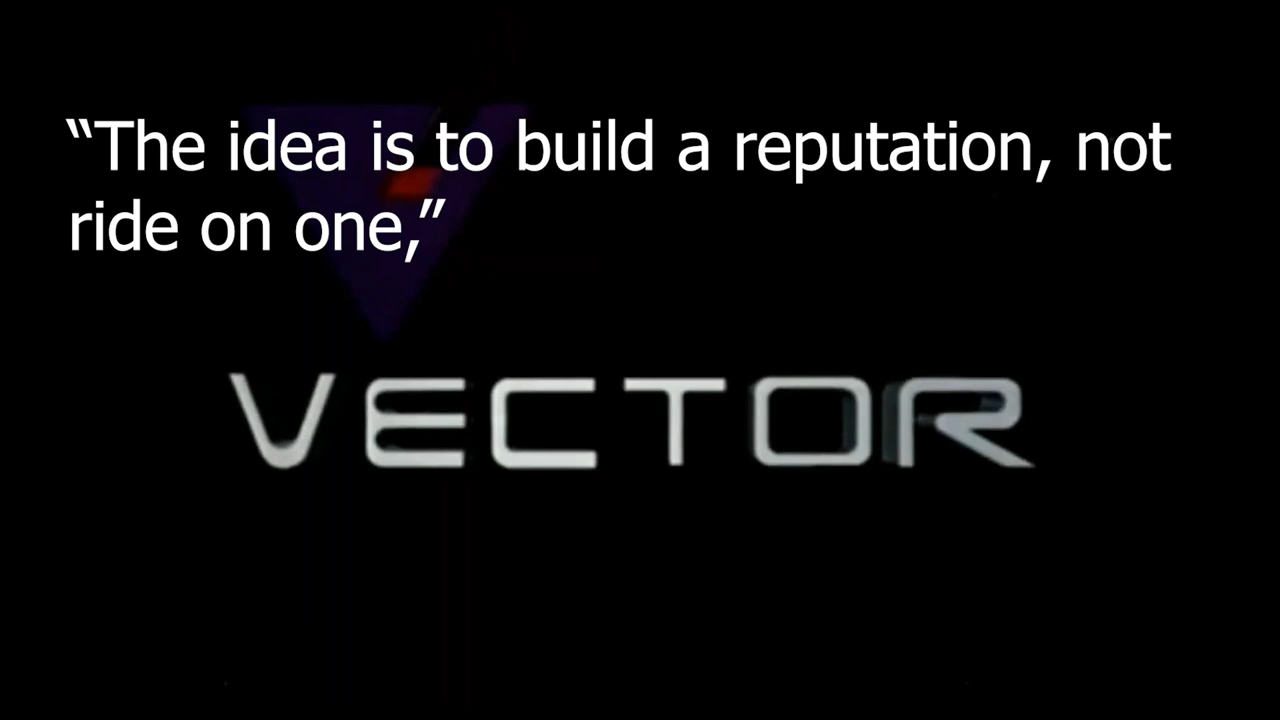 “The idea is to build a reputation, not
ride on one,”
VECTOR